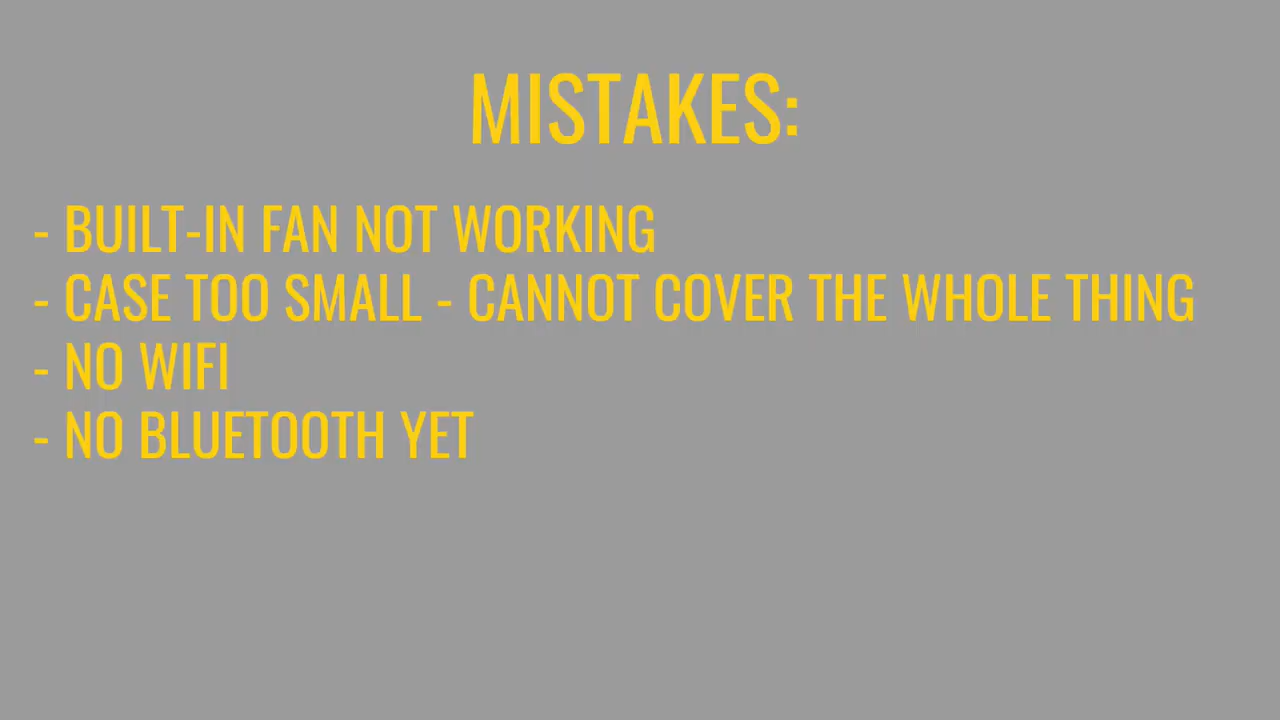 MISTAKES:
- BUILT-IN FAN NOT WORKING
- CASE TOO SMALL - CANNOT COVER THE WHOLE THING
- NO WIFI
- NO BLUETOOTH YET